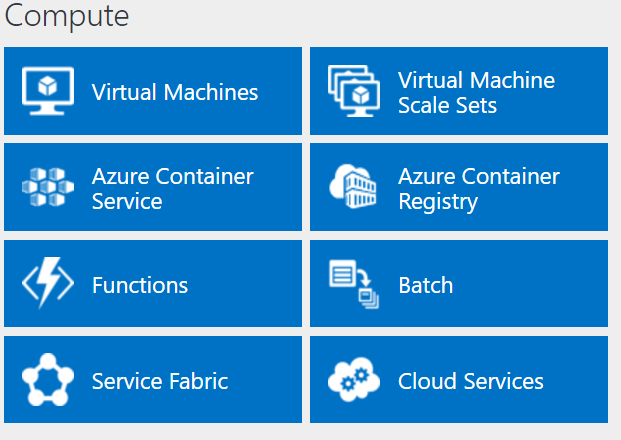 Compute
Virtual Machines
Virtual Machine
Scale Sets
Azure Container
Service
Azure Container
Registry
Functions
Batch
Service Fabric
Cloud Services